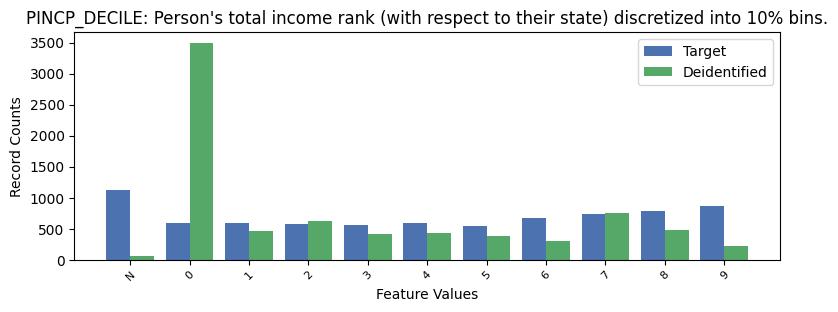 PINCP_DECILE: Person's total income rank (with respect to their state) discretized into 10% bins.
Target
Deidentified
Record Counts
3500
3000
2500
2000
1500
1000
500
0
N 0 1 2 3 4 5 6 7 8 9
Feature Values